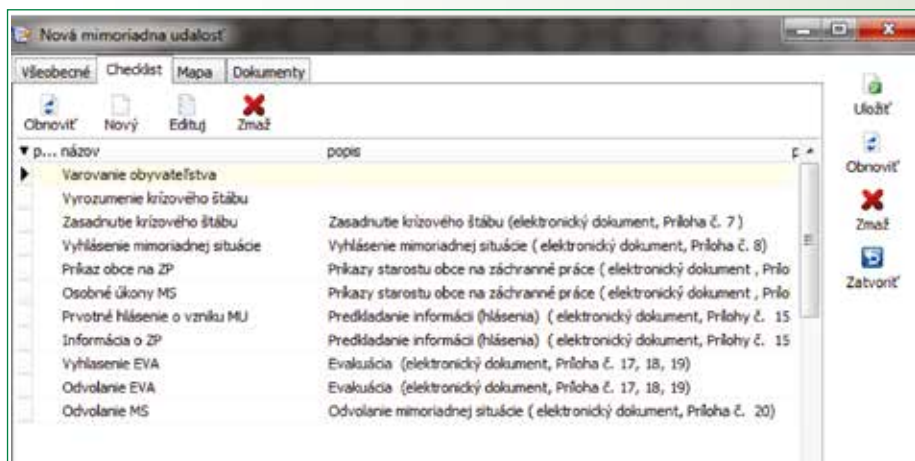 Nová mimoriadna udalosť
Všeobecné Checklist Mapa Dokumenty
Obnoviť Nový Edituj Zmaž
p... názov popis p
Varovanie obyvateľstva
Vyrozumenie krízového štábu
Zasadnutie krízového štábu Zasadnutie krízového štábu (elektronický dokument, Príloha č. 7 )
Vyhlásenie mimoriadnej situácie Vyhlásenie mimoriadnej situácie ( elektronický dokument, Príloha č. 8)
Príkaz obce na ZP Príkazy starostu obce na záchranné práce ( elektronický dokument , Prílo
Osobné úkony MS Príkazy starostu obce na záchranné práce ( elektronický dokument , Prílo
Prvotné hlásenie o vzniku MU Predkladanie informácii (hlásenia) ( elektronický dokument, Prílohy č. 15
Informácia o ZP Predkladanie informácii (hlásenia) ( elektronický dokument, Prílohy č. 15
Vyhlasenie EVA Evakuácia (elektronický dokument, Príloha č. 17, 18, 19)
Odvolanie EVA Evakuácia (elektronický dokument, Príloha č. 17, 18, 19)
Odvolanie MS Odvolanie mimoriadnej situácie ( elektronický dokument, Príloha č. 20)
Uložiť
Obnoviť
Zmaž
Zatvoriť